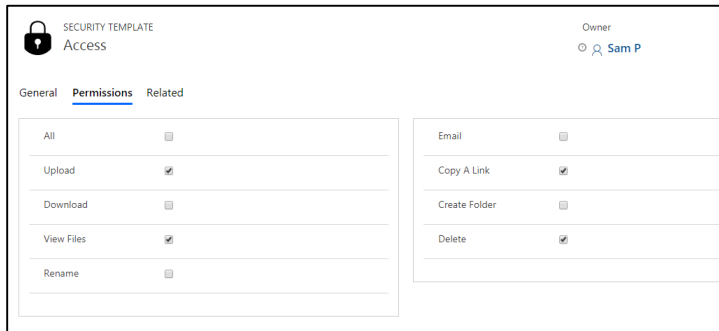 SECURITY TEMPLATE
Access
Owner
Sam P
General Permissions Related
All
Upload
Download
View Files
Rename
Email
Copy A Link
Create Folder
Delete